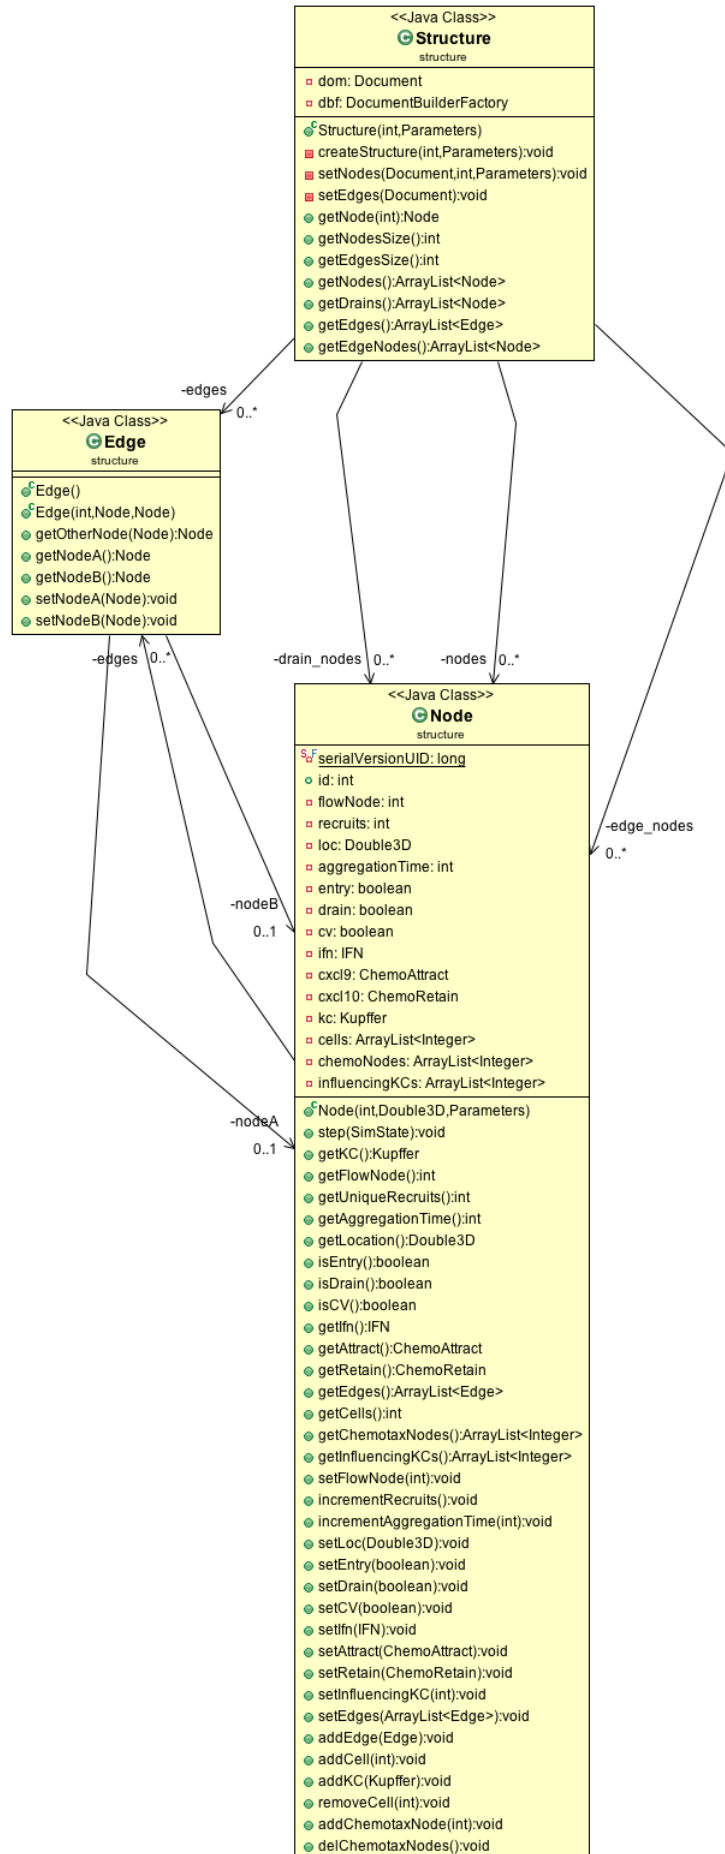 <<Java Class>>
Structure
structure
dom: Document
dbf: DocumentBuilderFactory
Structure(int,Parameters)
createStructure(int,Parameters):void
setNodes(Document,int,Parameters):void
setEdges(Document):void
getNode(int):Node
getNodesSize():int
getEdgesSize():int
getNodes():ArrayList<Node>
getDrains():ArrayList<Node>
getEdges():ArrayList<Edge>
getEdgeNodes():ArrayList<Node>
-edges
0..*
<<Java Class>>
Edge
structure
Edge()
Edge(int,Node,Node)
getOtherNode(Node):Node
getNodeA():Node
getNodeB():Node
setNodeA(Node):void
setNodeB(Node):void
-edges 0..*
-drain_nodes 0..*
-nodes 0..*
-edge_nodes
0..*
-nodeB
0..1
-nodeA
0..1
<<Java Class>>
Node
structure
serialVersionUID: long
id: int
flowNode: int
recruits: int
loc: Double3D
aggregationTime: int
entry: boolean
drain: boolean
cv: boolean
ifn: IFN
cxcl9: ChemoAttract
cxcl10: ChemoRetain
kc: Kupffer
cells: ArrayList<Integer>
chemoNodes: ArrayList<Integer>
influencingKCs: ArrayList<Integer>
Node(int,Double3D,Parameters)
step(SimState):void
getKC():Kupffer
getFlowNode():int
getUniqueRecruits():int
getAggregationTime():int
getLocation():Double3D
isEntry():boolean
isDrain():boolean
isCV():boolean
getIfn():IFN
getAttract():ChemoAttract
getRetain():ChemoRetain
getEdges():ArrayList<Edge>
getCells():int
getChemotaxNodes():ArrayList<Integer>
getInfluencingKCs():ArrayList<Integer>
setFlowNode(int):void
incrementRecruits():void
incrementAggregationTime(int):void
setLoc(Double3D):void
setEntry(boolean):void
setDrain(boolean):void
setCV(boolean):void
setIfn(IFN):void
setAttract(ChemoAttract):void
setRetain(ChemoRetain):void
setInfluencingKC(int):void
setEdges(ArrayList<Edge>):void
addEdge(Edge):void
addCell(int):void
addKC(Kupffer):void
removeCell(int):void
addChemotaxNode(int):void
delChemotaxNodes():void